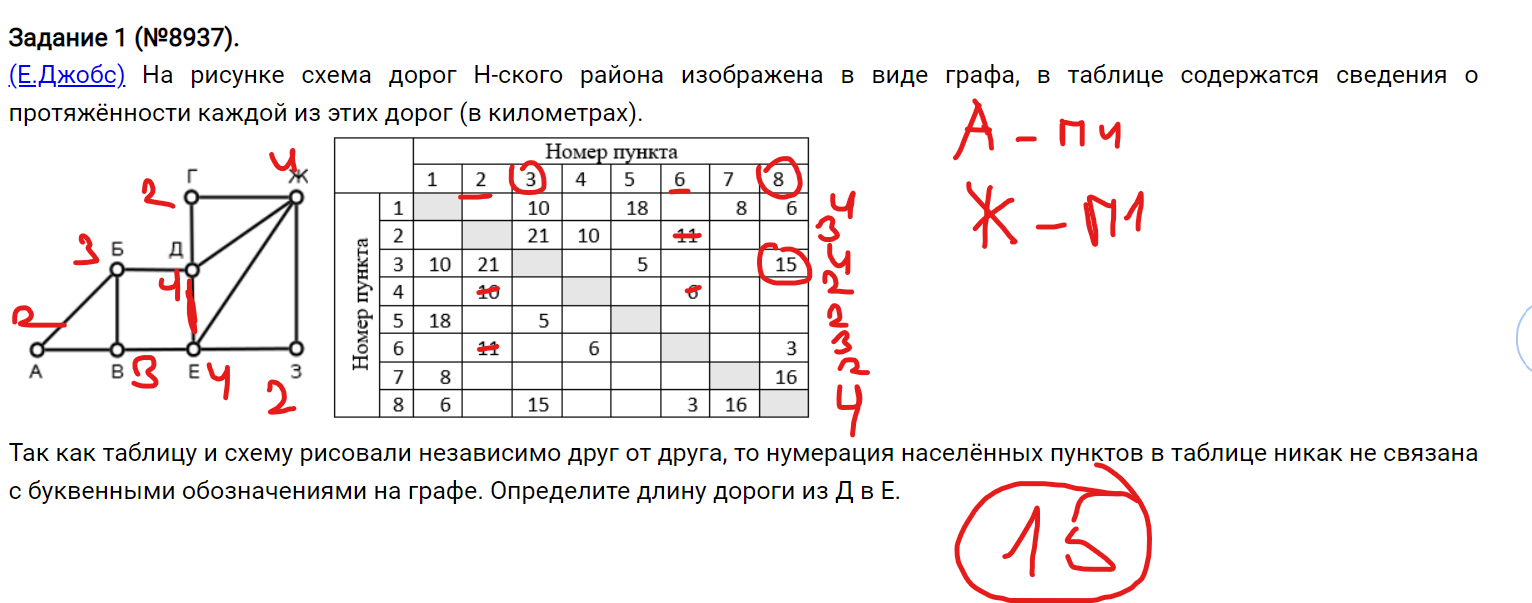 Задание 1 (№8937).
(Е.Джобс) На рисунке схема дорог Н-ского района изображена в виде графа, в таблице содержатся сведения о
протяжённости каждой из этих дорог (в километрах).
А – П4
Ж – П1
Г Ж
Б Д
А В Е З
2 4
3 4
2 3 4 2
Номер пункта
1 2 3 4 5 6 7 8
Номер пункта
1 10 18 8 6 4
2 21 10 11 3
3 10 21 5 15 4
4 10 6 2
5 18 5 2
6 11 6 3 3
7 8 16 2
8 6 15 3 16 4
Так как таблицу и схему рисовали независимо друг от друга, то нумерация населённых пунктов в таблице никак не связана
с буквенными обозначениями на графе. Определите длину дороги из Д в Е.
15